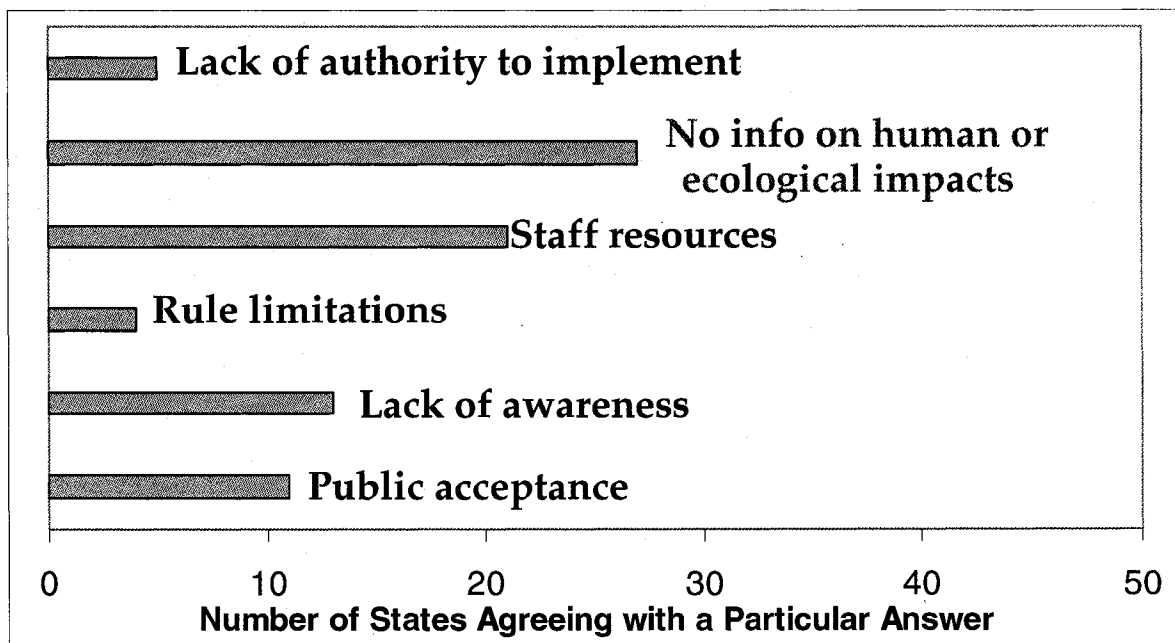 Lack of authority to implement
No info on human or
ecological impacts
Staff resources
Rule limitations
Lack of awareness
Public acceptance
0 10 20 30 40 50
Number of States Agreeing with a Particular Answer